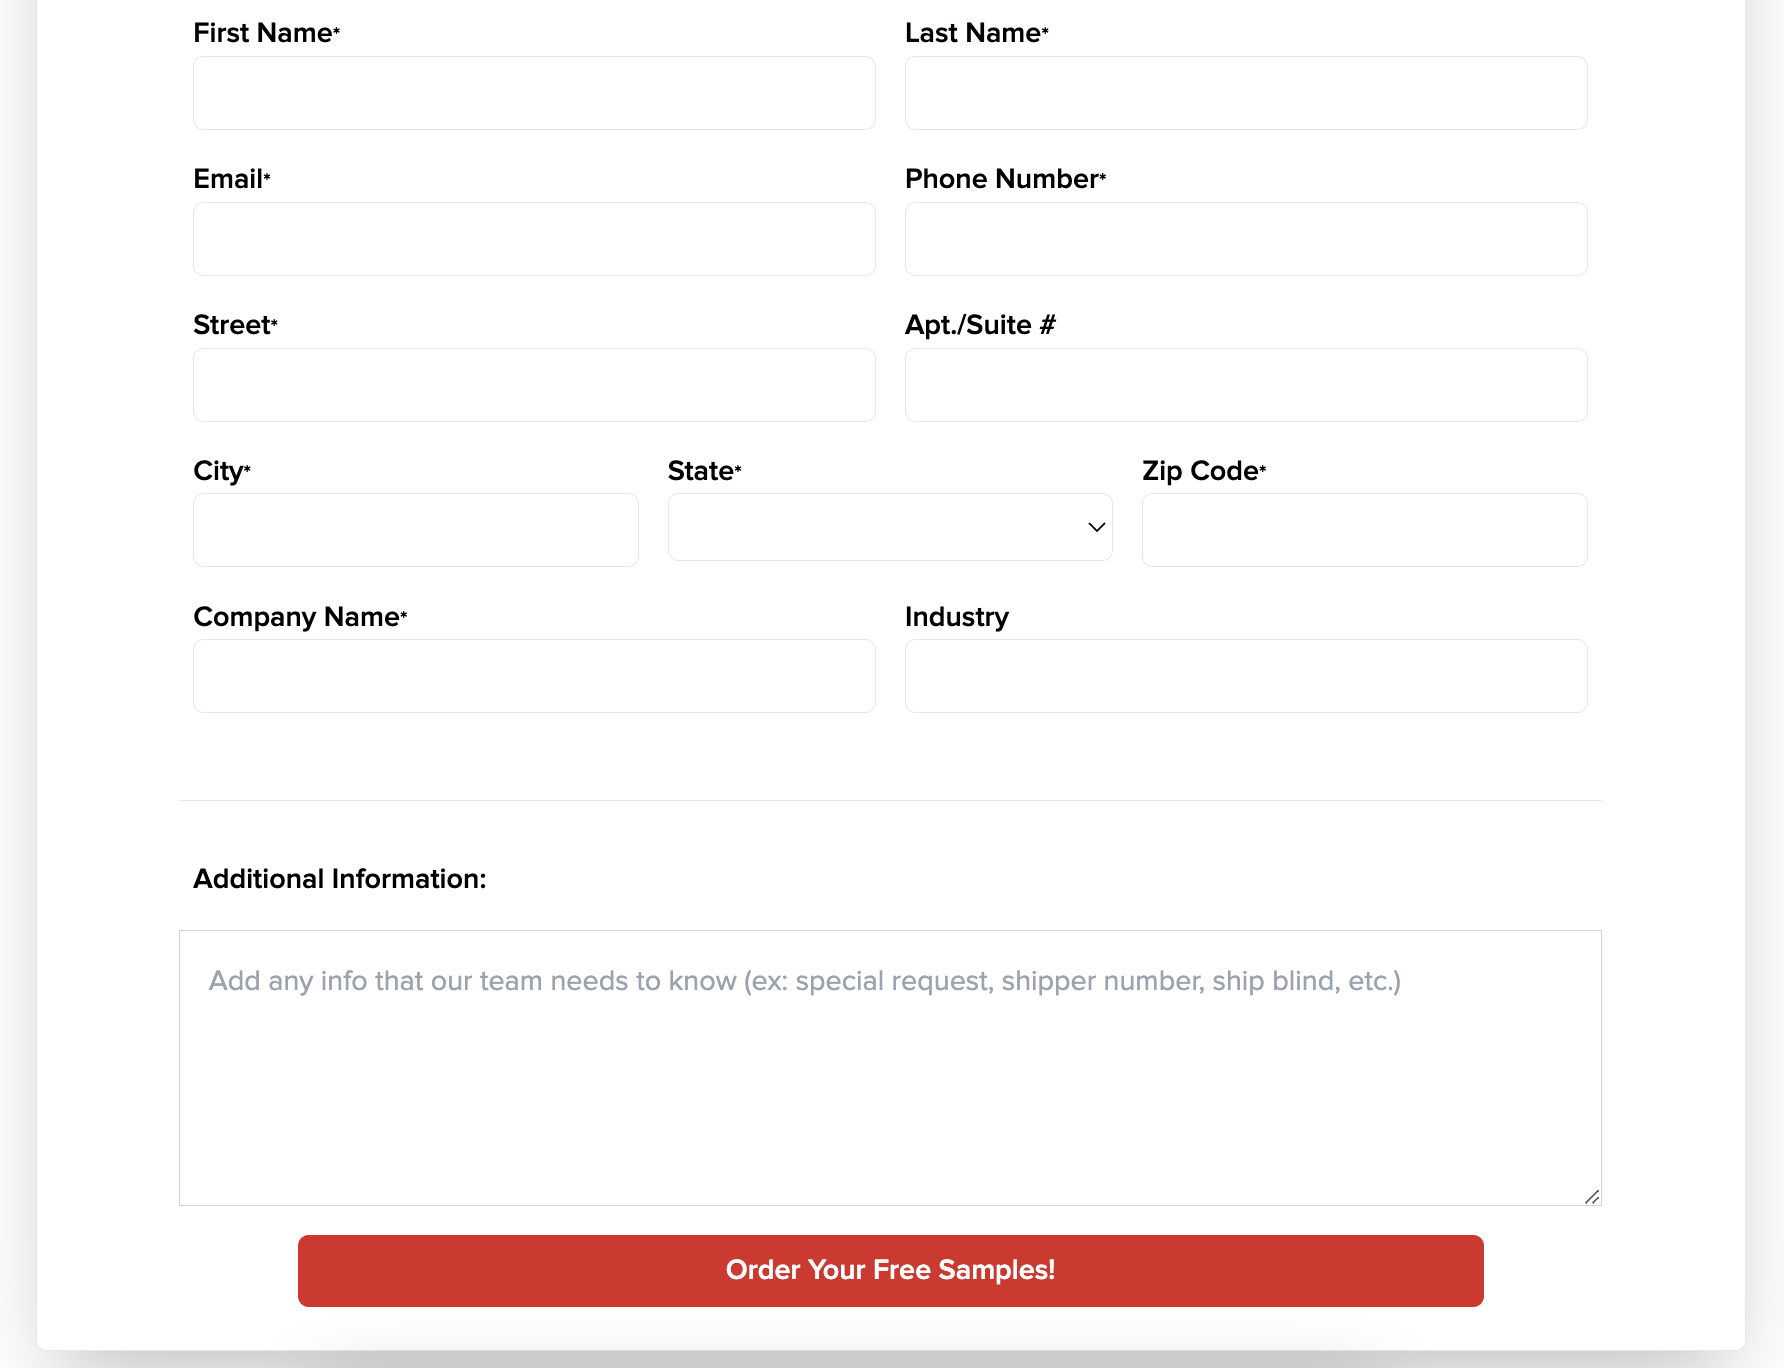 First Name*
Last Name*
Email*
Phone Number*
Street*
Apt./Suite #
City*
State*
Zip Code*
Company Name*
Industry
Additional Information:
Add any info that our team needs to know (ex: special request, shipper number, ship blind, etc.)
Order Your Free Samples!